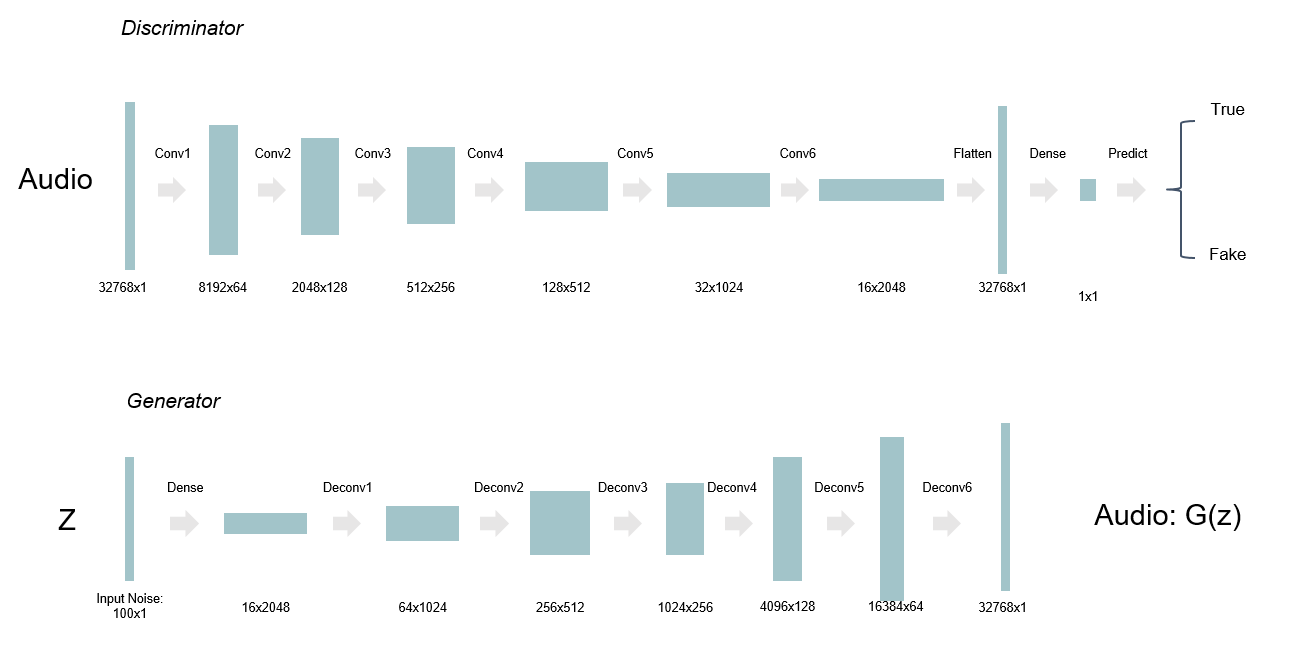 Discriminator
Audio
Conv1
Conv2
Conv3
Conv4
Conv5
Conv6
Flatten
Dense
Predict
True
Fake
32768x1
8192x64
2048x128
512x256
128x512
32x1024
16x2048
32768x1
1x1
Generator
Z
Dense
Deconv1
Deconv2
Deconv3
Deconv4
Deconv5
Deconv6
Audio: G(z)
Input Noise:
100x1
16x2048
64x1024
256x512
1024x256
4096x128
16384x64
32768x1